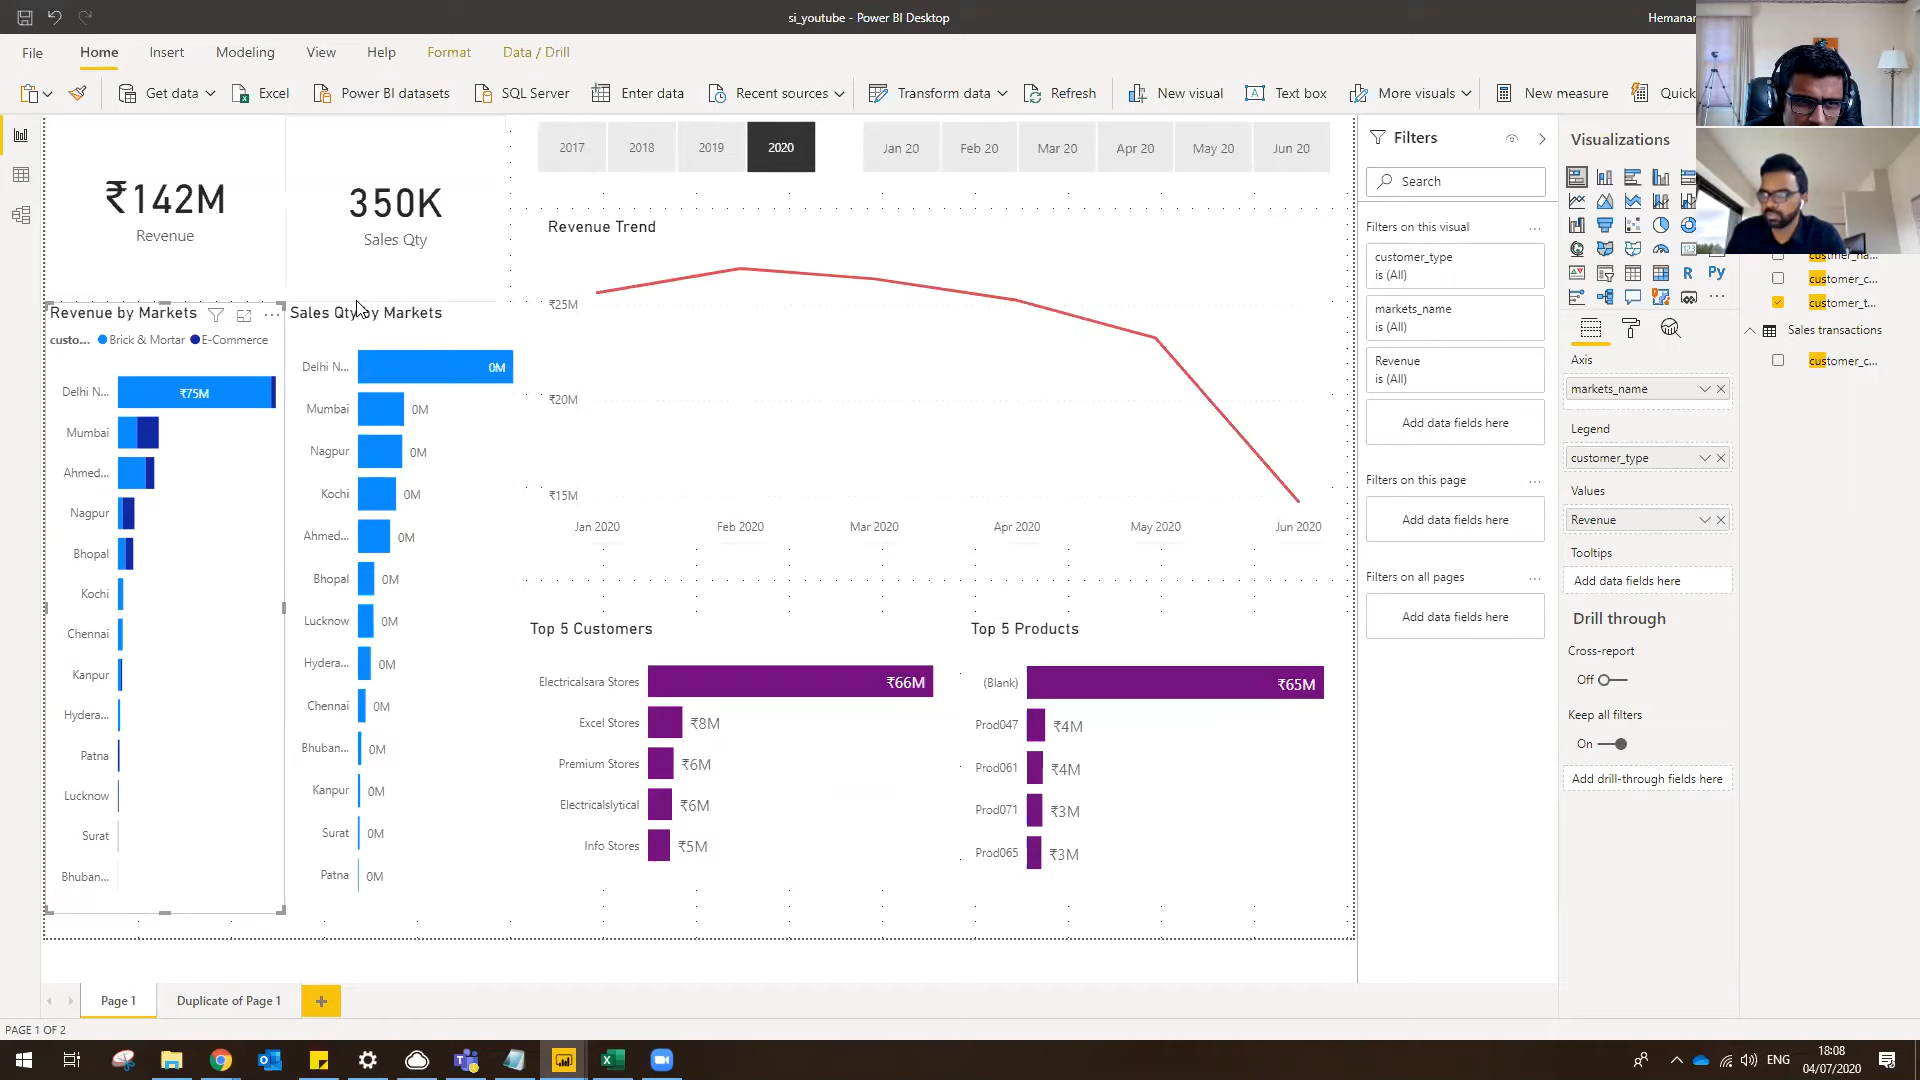 si_youtube - Power BI Desktop
Hemanan
File
Home
Insert
Modeling
View
Help
Format
Data / Drill
Get data
Excel
Power BI datasets
SQL Server
Enter data
Recent sources
Transform data
Refresh
New visual
Text box
More visuals
New measure
Quick
₹142M
Revenue
350K
Sales Qty
2017
2018
2019
2020
Jan 20
Feb 20
Mar 20
Apr 20
May 20
Jun 20
Revenue by Markets
custo...
Brick & Mortar
E-Commerce
Delhi N...
₹75M
Mumbai
Ahmed...
Nagpur
Bhopal
Kochi
Chennai
Kanpur
Hydera...
Patna
Lucknow
Surat
Bhuban...
Sales Qty by Markets
Delhi N...
0M
Mumbai
0M
Nagpur
0M
Kochi
0M
Ahmed...
0M
Bhopal
0M
Lucknow
0M
Hydera...
0M
Chennai
0M
Bhuban...
0M
Kanpur
0M
Surat
0M
Patna
0M
Revenue Trend
₹25M
₹20M
₹15M
Jan 2020
Feb 2020
Mar 2020
Apr 2020
May 2020
Jun 2020
Top 5 Customers
Electricalsara Stores
₹66M
Excel Stores
₹8M
Premium Stores
₹6M
Electricalslytical
₹6M
Info Stores
₹5M
Top 5 Products
(Blank)
₹65M
Prod047
₹4M
Prod061
₹4M
Prod071
₹3M
Prod065
₹3M
Filters
Search
Filters on this visual
...
customer_type
is (All)
markets_name
is (All)
Revenue
is (All)
Add data fields here
Filters on this page
...
Add data fields here
Filters on all pages
...
Add data fields here
Visualizations
123
R
Py
...
Axis
markets_name
Legend
customer_type
Values
Revenue
Tooltips
Add data fields here
Drill through
Cross-report
Off
Keep all filters
On
Add drill-through fields here
customer_c...
customer_t...
Sales transactions
customer_c...
Page 1
Duplicate of Page 1
+
PAGE 1 OF 2
ENG
18:08
04/07/2020